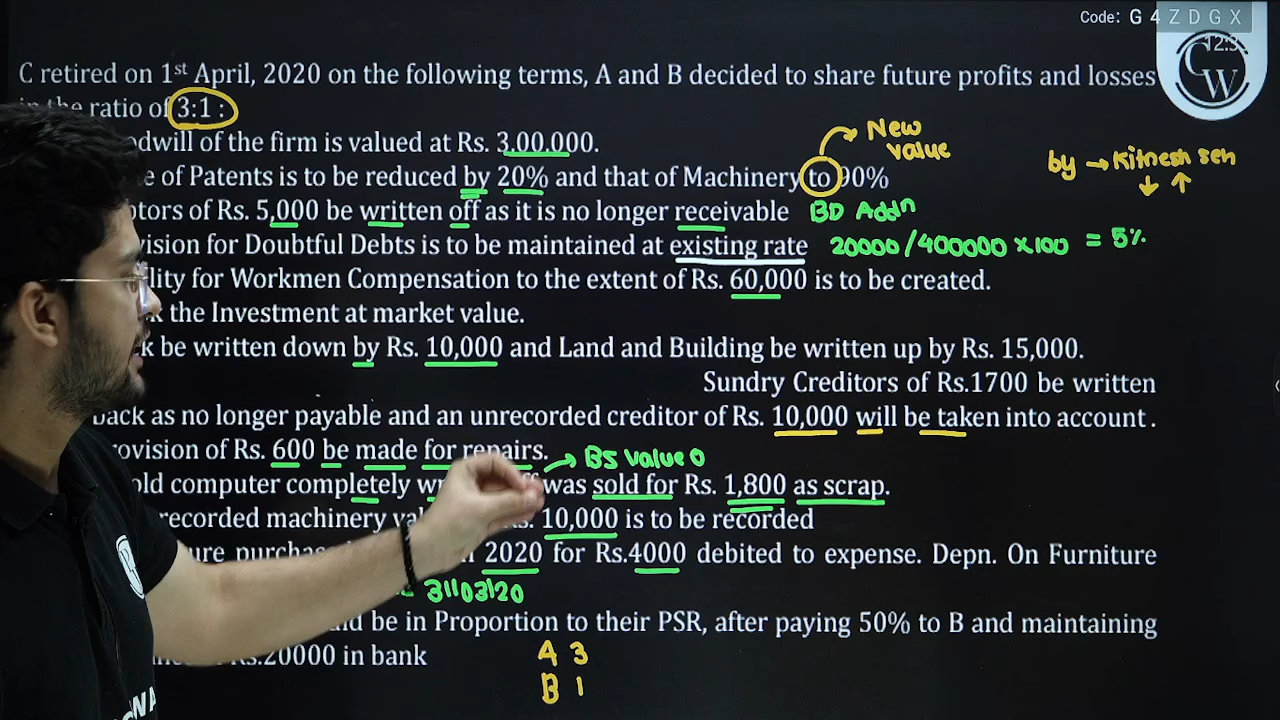 Code: G 4 Z D G X
12:3
CW
C retired on 1st April, 2020 on the following terms, A and B decided to share future profits and losses
in the ratio of 3:1 :
New value
dwill of the firm is valued at Rs. 3,00,000.
by → Kitnesh seh
e of Patents is to be reduced by 20% and that of Machinery to 90%
tors of Rs. 5,000 be written off as it is no longer receivable BD Addn
vision for Doubtful Debts is to be maintained at existing rate 20000/400000 x100 = 5%
lity for Workmen Compensation to the extent of Rs. 60,000 is to be created.
k the Investment at market value.
k be written down by Rs. 10,000 and Land and Building be written up by Rs. 15,000.
Sundry Creditors of Rs.1700 be written
back as no longer payable and an unrecorded creditor of Rs. 10,000 will be taken into account.
ovision of Rs. 600 be made for repairs.
→ BS Value 0
old computer completely was sold for Rs. 1,800 as scrap.
recorded machinery 10,000 is to be recorded
ure 2020 for Rs.4000 debited to expense. Depn. On Furniture
31/03/20
be in Proportion to their PSR, after paying 50% to B and maintaining
Rs.20000 in bank
A 3
B 1